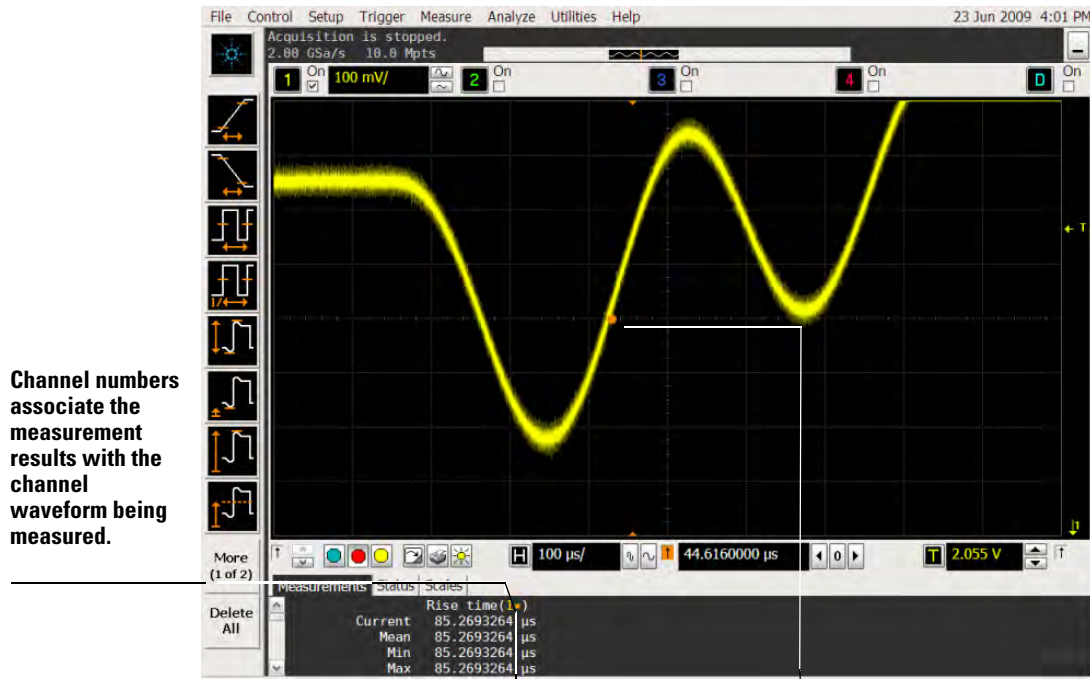 File Control Setup Trigger Measure Analyze Utilities Help 23 Jun 2009 4:01 PM
Acquisition is stopped.
2.00 GSa/s 10.0 Mpts
1 On 100 mV/ 2 On 3 On 4 On D On
T
Channel numbers
associate the
measurement
results with the
channel
waveform being
measured.
1/
1
More
(1 of 2)
H 100 µs/ 44.6160000 µs 0 T 2.055 V
Delete
All
Measurements Status Scales
Rise time(1•)
Current 85.2693264 µs
Mean 85.2693264 µs
Min 85.2693264 µs
Max 85.2693264 µs